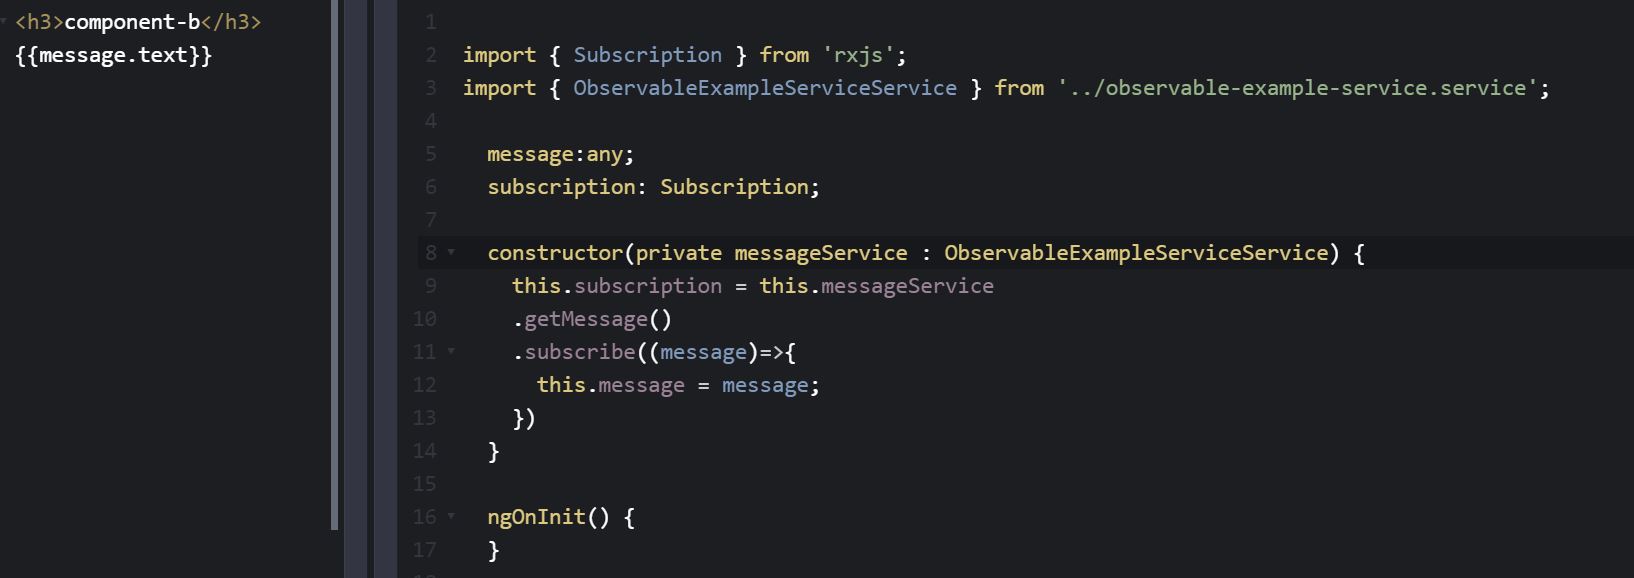 <h3>component-b</h3>
{{message.text}}
1
2 import { Subscription } from 'rxjs';
3 import { ObservableExampleServiceService } from '../observable-example-service.service';
4
5 message:any;
6 subscription: Subscription;
7
8 constructor(private messageService : ObservableExampleServiceService) {
9 this.subscription = this.messageService
10 .getMessage()
11 .subscribe((message)=>{
12 this.message = message;
13 })
14 }
15
16 ngOnInit() {
17 }